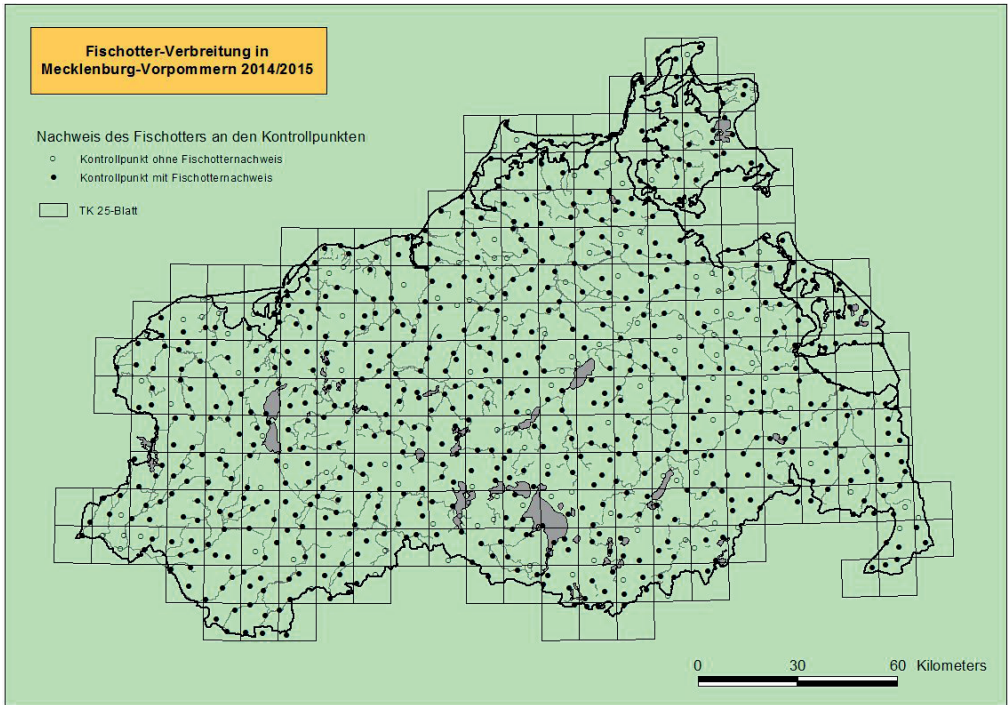 Fischotter-Verbreitung in
Mecklenburg-Vorpommern 2014/2015
Nachweis des Fischotters an den Kontrollpunkten
Kontrollpunkt ohne Fischotternachweis
Kontrollpunkt mit Fischotternachweis
TK 25-Blatt
0 30 60 Kilometers